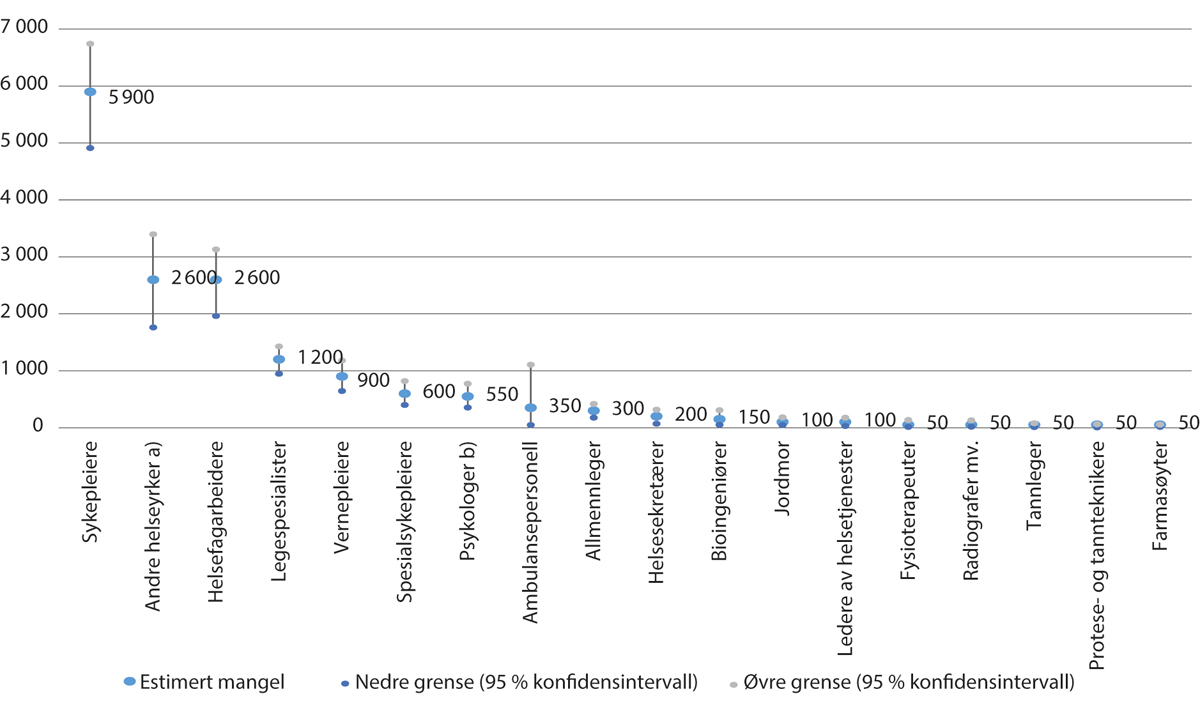 7 000
6 000
5 000
4 000
3 000
2 000
1 000
0
5 900
2 600
2 600
1 200
900
600
550
350
300
200
150
100
100
50
50
50
50
50
Sykepleiere
Andre helseyrker a)
Helsefagarbeidere
Legespesialister
Vernepleiere
Spesialsykepleiere
Psykologer b)
Ambulansepersonell
Allmennleger
Helsesekretærer
Bioingeniører
Jordmor
Ledere av helsetjenester
Fysioterapeuter
Radiografer mv.
Tannleger
Protese- og tannteknikere
Farmasøyter
Estimert mangel
Nedre grense (95 % konfidensintervall)
Øvre grense (95 % konfidensintervall)